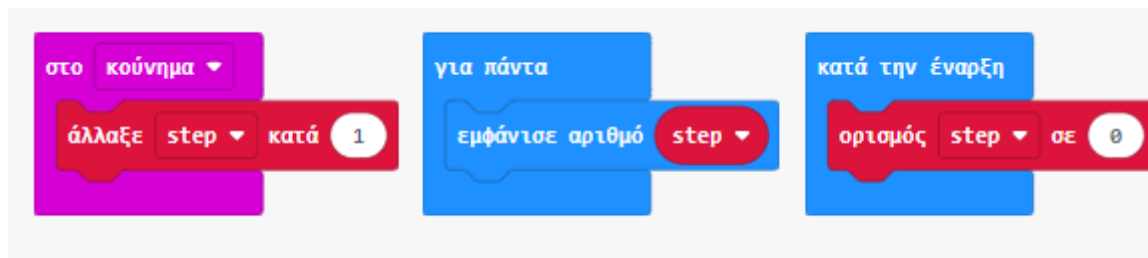 στο κούνημα
άλλαξε step κατά 1
για πάντα
εμφάνισε αριθμό step
κατά την έναρξη
ορισμός step σε 0